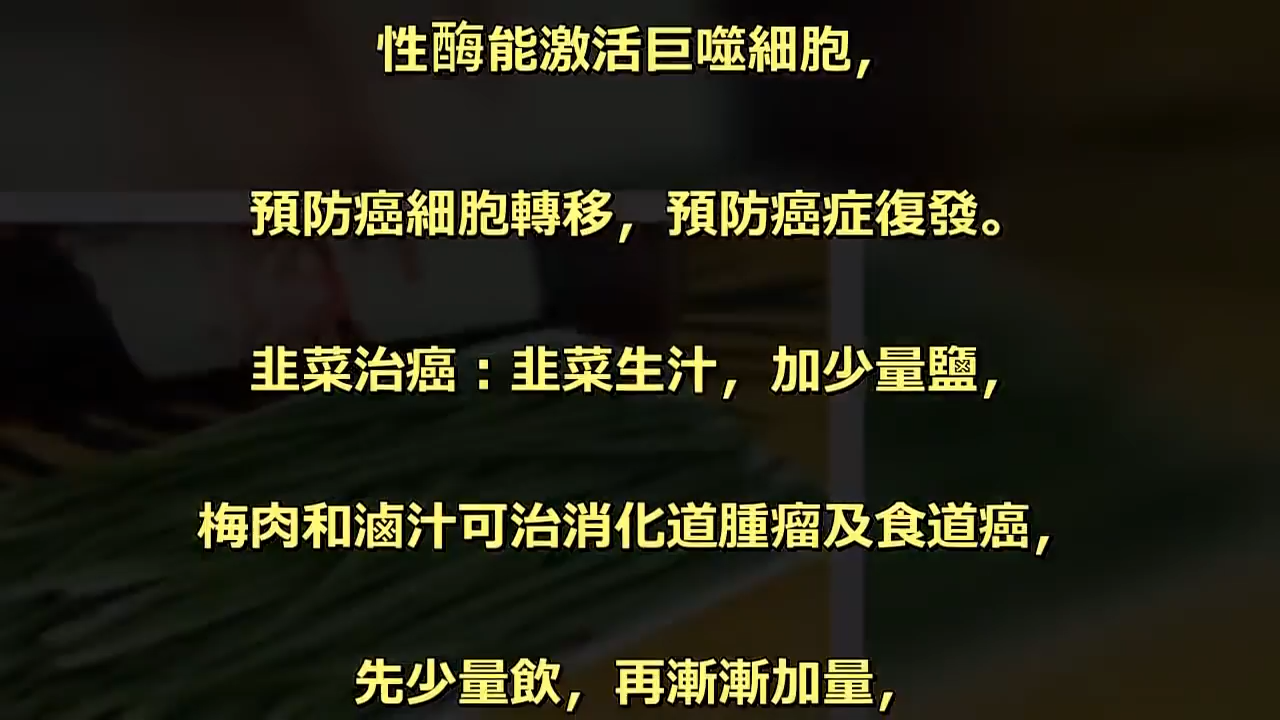 性酶能激活巨噬細胞，
預防癌細胞轉移，預防癌症復發。
韭菜治癌：韭菜生汁，加少量鹽，
梅肉和滷汁可治消化道腫瘤及食道癌，
先少量飲，再漸漸加量，